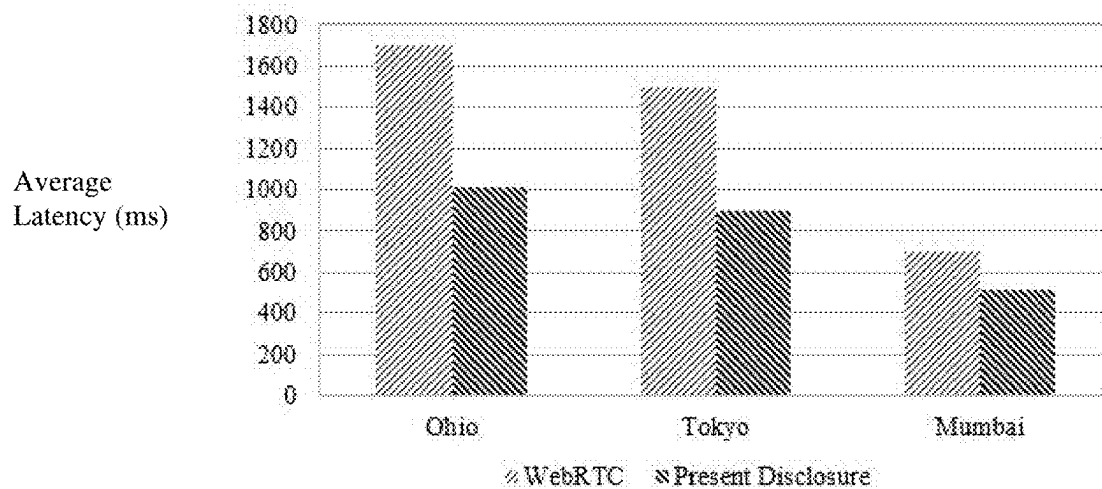 1800
1600
1400
1200
1000
800
600
400
200
0
Average
Latency (ms)
Ohio Tokyo Mumbai
WebRTC Present Disclosure